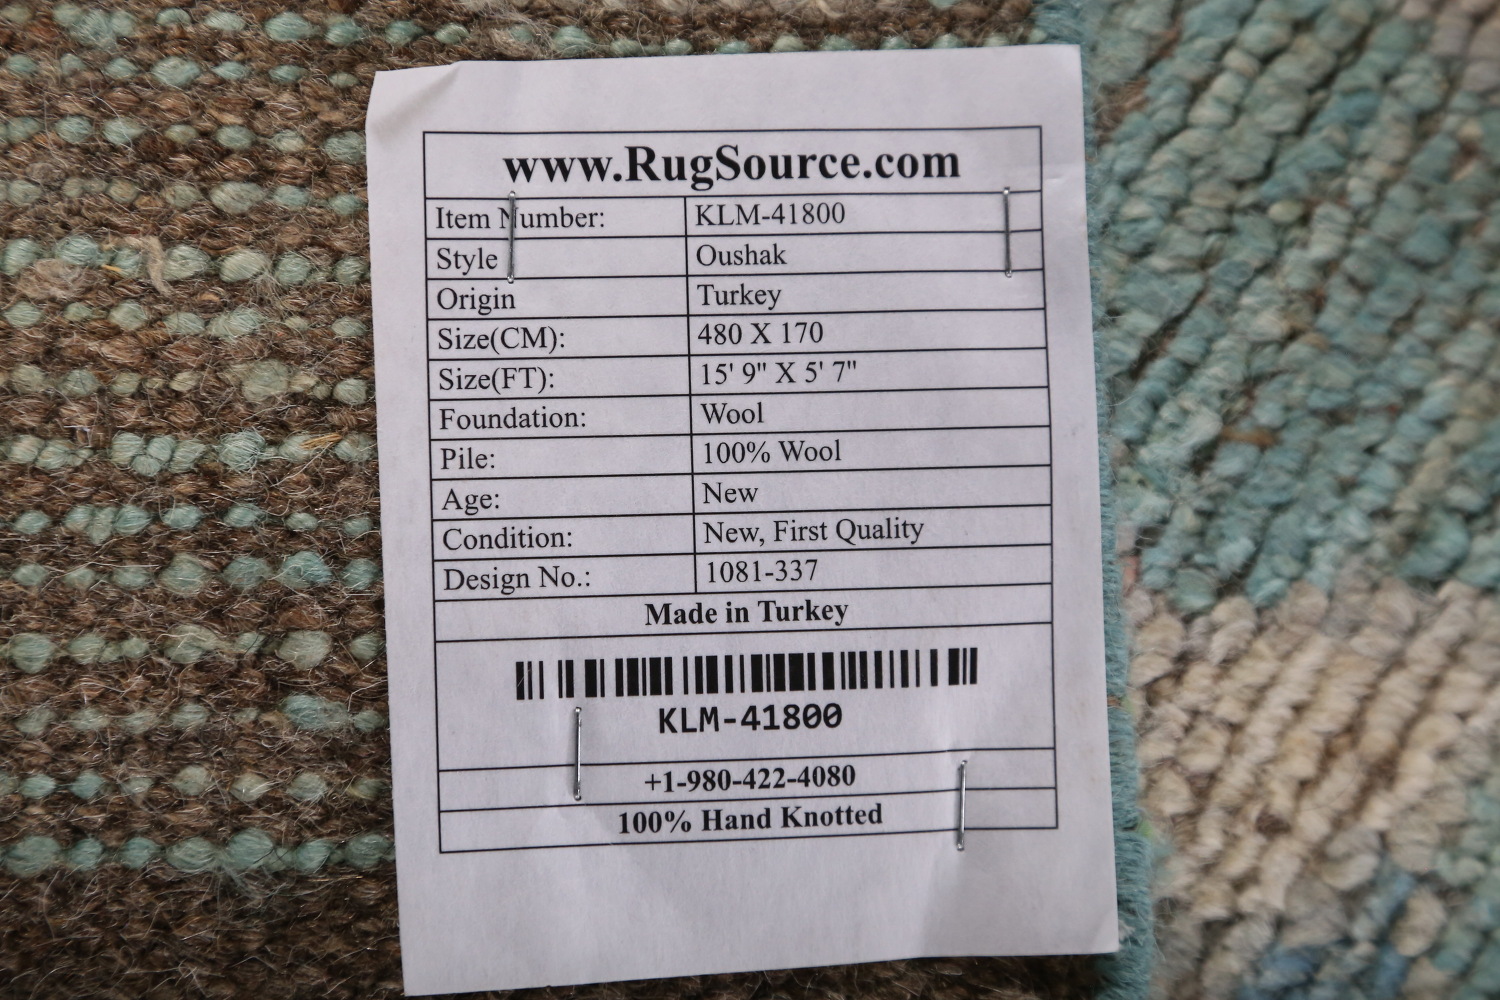 www.RugSource.com
Item Number: KLM-41800
Style Oushak
Origin Turkey
Size(CM): 480 X 170
Size(FT): 15' 9" X 5' 7"
Foundation: Wool
Pile: 100% Wool
Age: New
Condition: New, First Quality
Design No.: 1081-337
Made in Turkey
KLM-41800
+1-980-422-4080
100% Hand Knotted